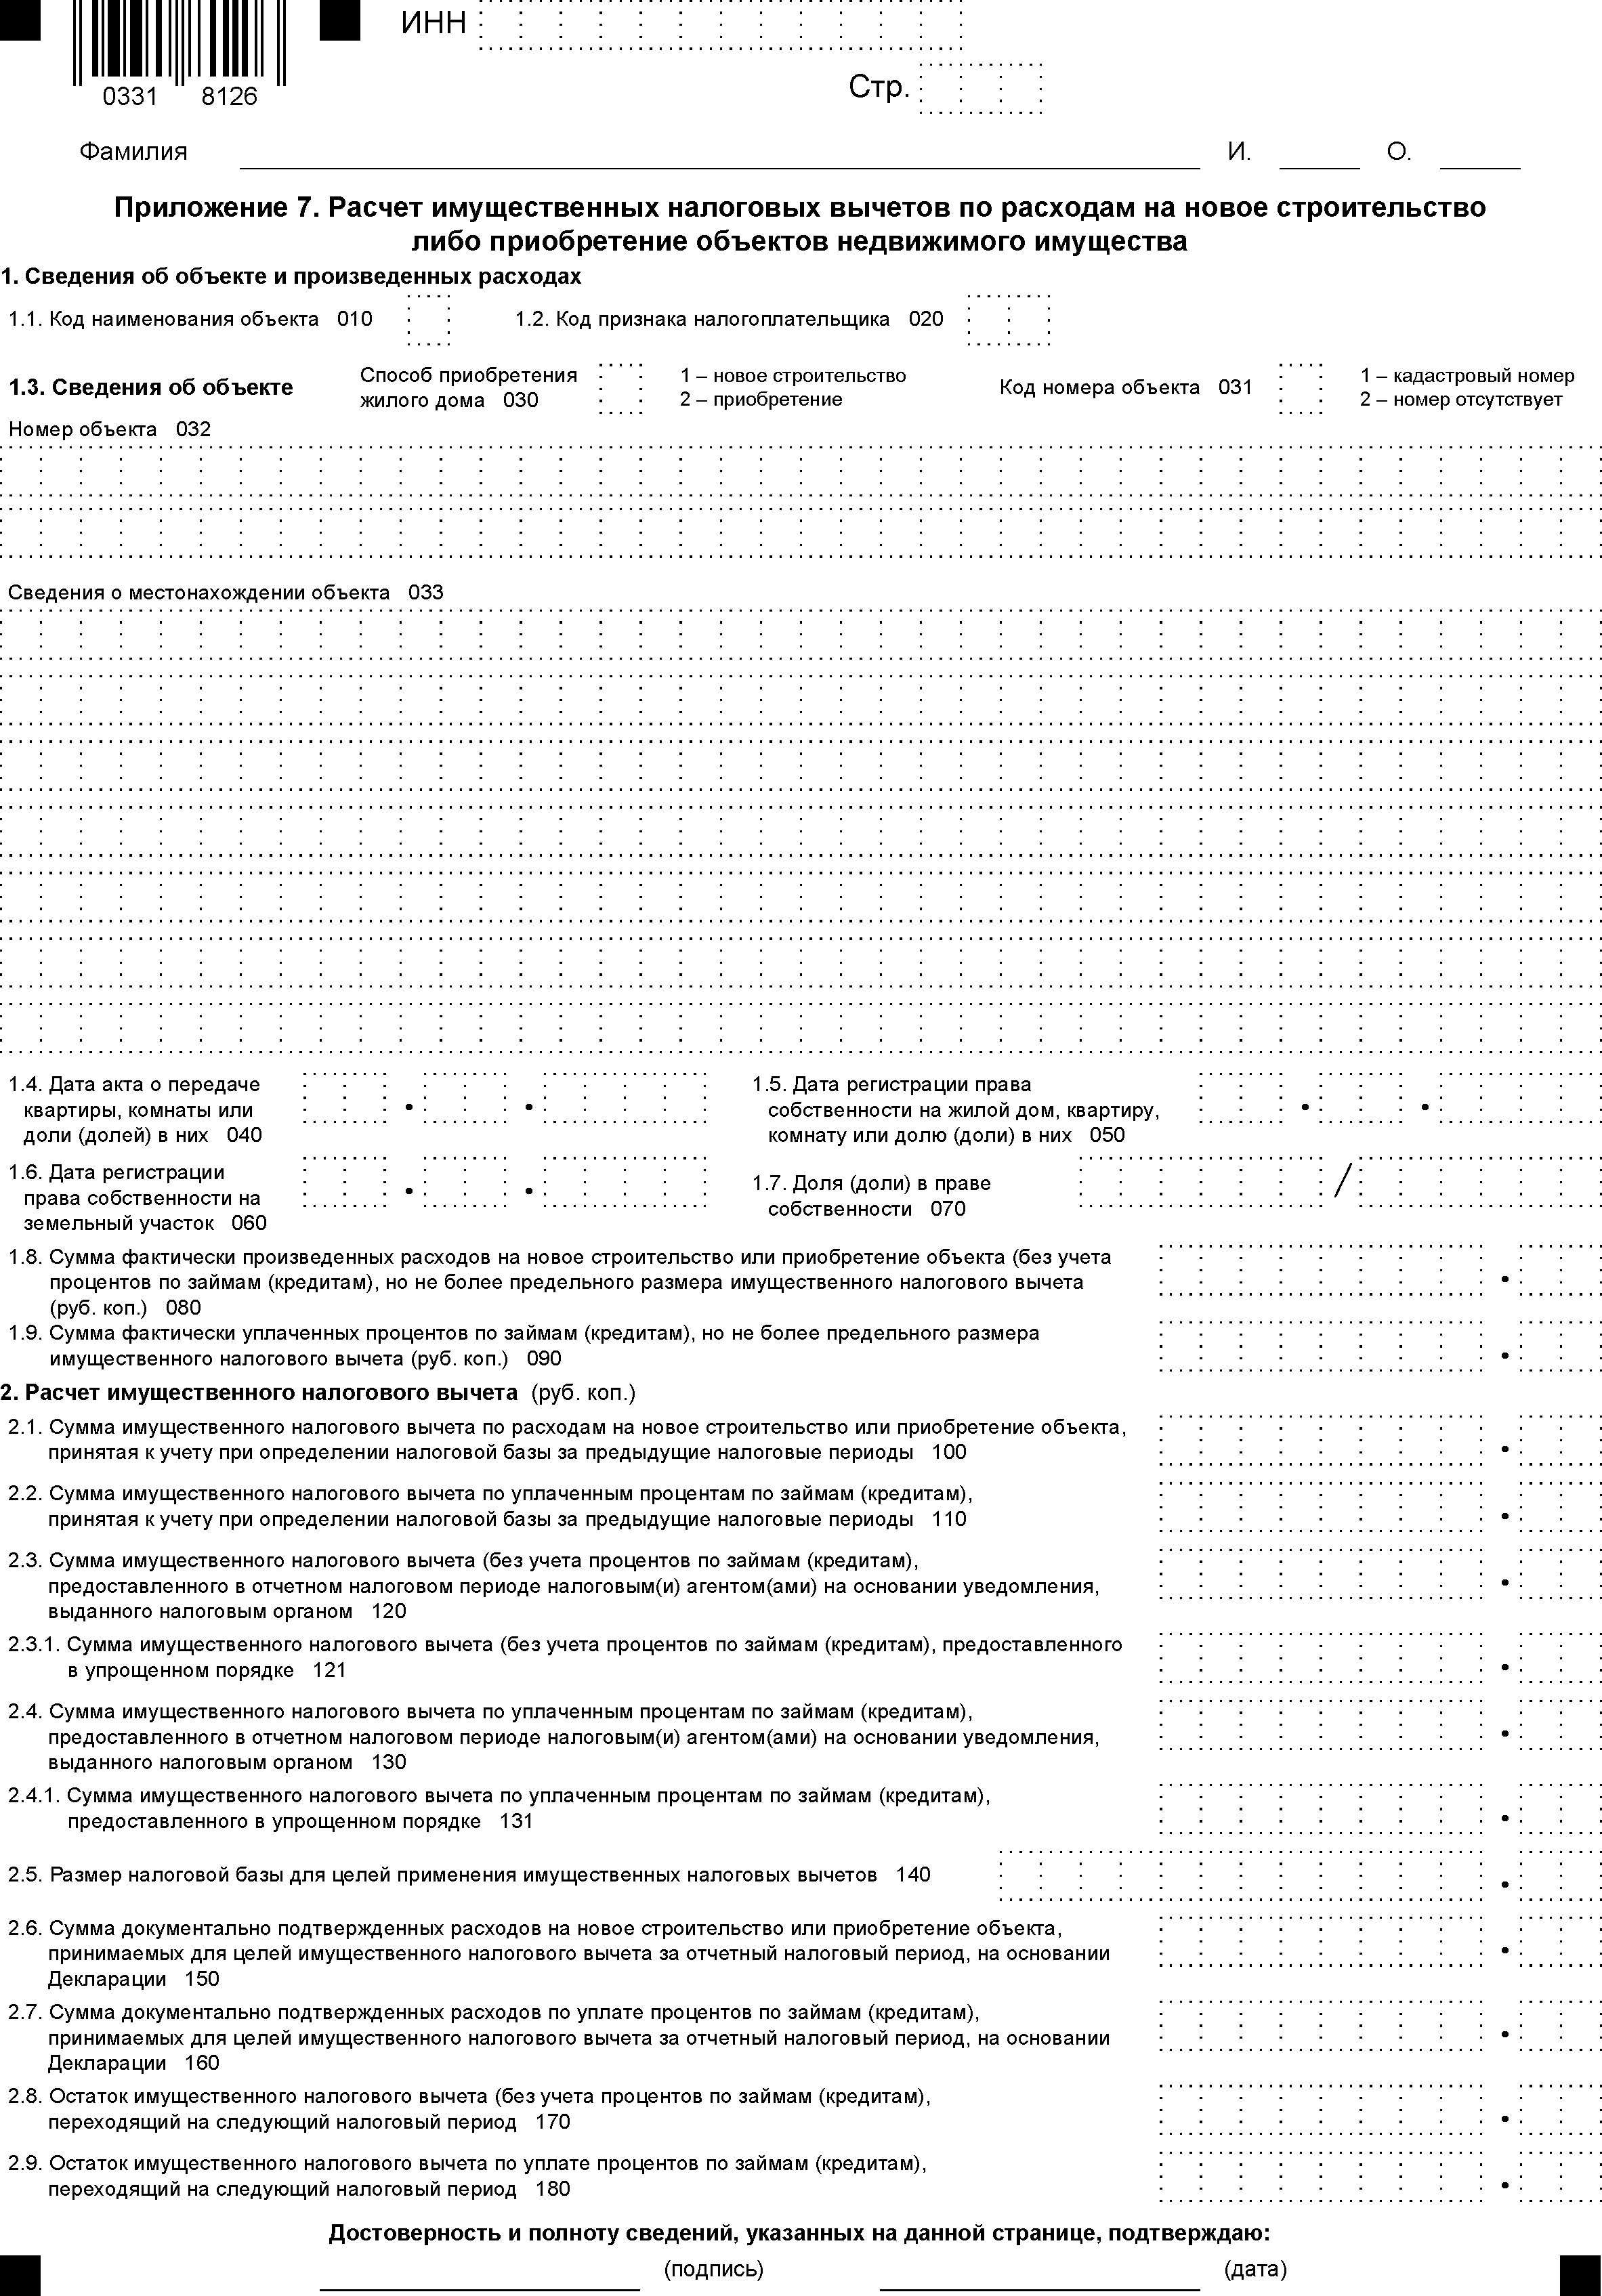 ИНН
0331 8126
Стр.
Фамилия И. О.
Приложение 7. Расчет имущественных налоговых вычетов по расходам на новое строительство
либо приобретение объектов недвижимого имущества
1. Сведения об объекте и произведенных расходах
1.1. Код наименования объекта 010 1.2. Код признака налогоплательщика 020
1.3. Сведения об объекте Способ приобретения
жилого дома 030 1 – новое строительство
2 – приобретение Код номера объекта 031 1 – кадастровый номер
2 – номер отсутствует
Номер объекта 032
Сведения о местонахождении объекта 033
1.4. Дата акта о передаче
квартиры, комнаты или
доли (долей) в них 040 . .
1.5. Дата регистрации права
собственности на жилой дом, квартиру,
комнату или долю (доли) в них 050 . .
1.6. Дата регистрации
права собственности на
земельный участок 060 . .
1.7. Доля (доли) в праве
собственности 070 /
1.8. Сумма фактически произведенных расходов на новое строительство или приобретение объекта (без учета
процентов по займам (кредитам), но не более предельного размера имущественного налогового вычета
(руб. коп.) 080 .
1.9. Сумма фактически уплаченных процентов по займам (кредитам), но не более предельного размера
имущественного налогового вычета (руб. коп.) 090 .
2. Расчет имущественного налогового вычета (руб. коп.)
2.1. Сумма имущественного налогового вычета по расходам на новое строительство или приобретение объекта,
принятая к учету при определении налоговой базы за предыдущие налоговые периоды 100 .
2.2. Сумма имущественного налогового вычета по уплаченным процентам по займам (кредитам),
принятая к учету при определении налоговой базы за предыдущие налоговые периоды 110 .
2.3. Сумма имущественного налогового вычета (без учета процентов по займам (кредитам),
предоставленного в отчетном налоговом периоде налоговым(и) агентом(ами) на основании уведомления,
выданного налоговым органом 120 .
2.3.1. Сумма имущественного налогового вычета (без учета процентов по займам (кредитам), предоставленного
в упрощенном порядке 121 .
2.4. Сумма имущественного налогового вычета по уплаченным процентам по займам (кредитам),
предоставленного в отчетном налоговом периоде налоговым(и) агентом(ами) на основании уведомления,
выданного налоговым органом 130 .
2.4.1. Сумма имущественного налогового вычета по уплаченным процентам по займам (кредитам),
предоставленного в упрощенном порядке 131 .
2.5. Размер налоговой базы для целей применения имущественных налоговых вычетов 140 .
2.6. Сумма документально подтвержденных расходов на новое строительство или приобретение объекта,
принимаемых для целей имущественного налогового вычета за отчетный налоговый период, на основании
Декларации 150 .
2.7. Сумма документально подтвержденных расходов по уплате процентов по займам (кредитам),
принимаемых для целей имущественного налогового вычета за отчетный налоговый период, на основании
Декларации 160 .
2.8. Остаток имущественного налогового вычета (без учета процентов по займам (кредитам),
переходящий на следующий налоговый период 170 .
2.9. Остаток имущественного налогового вычета по уплате процентов по займам (кредитам),
переходящий на следующий налоговый период 180 .
Достоверность и полноту сведений, указанных на данной странице, подтверждаю:
(подпись) (дата)